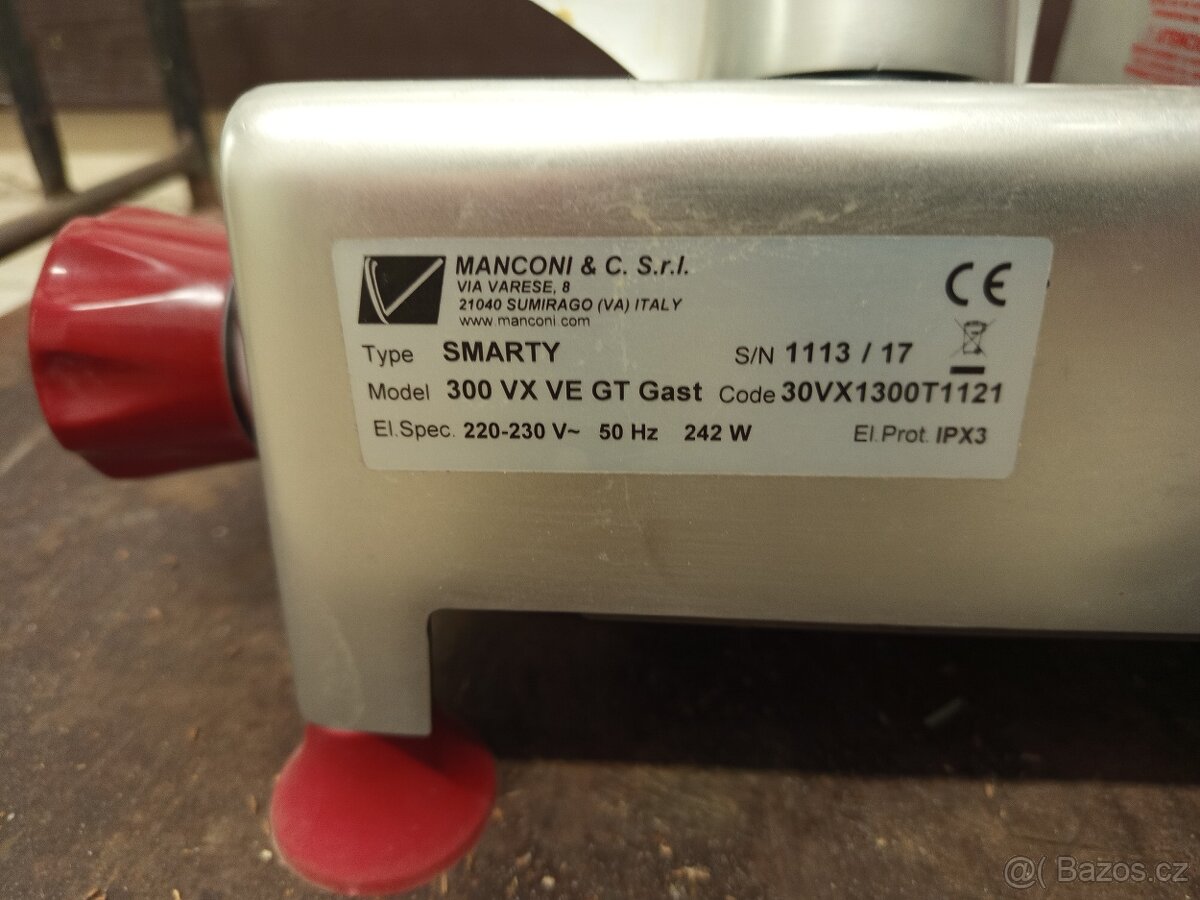 MANCONI & C. S.r.l.
VIA VARESE, 8
21040 SUMIRAGO (VA) ITALY
www.manconi.com
CE
Type SMARTY S/N 1113 / 17
Model 300 VX VE GT Gast Code 30VX1300T1121
El.Spec. 220-230 V~ 50 Hz 242 W El.Prot. IPX3
@( Bazos.cz